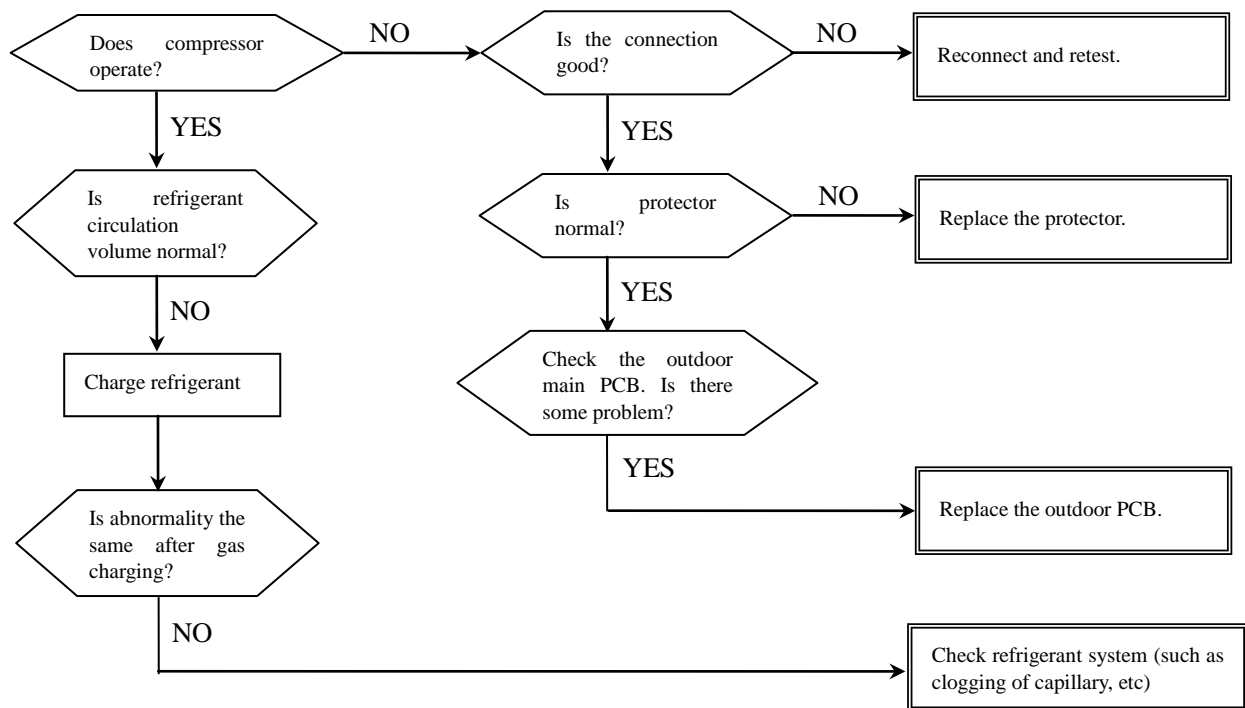 Does compressor
operate?
NO
Is the connection
good?
NO
Reconnect and retest.
YES
YES
Is refrigerant
circulation
volume normal?
Is protector
normal?
NO
Replace the protector.
NO
YES
Charge refrigerant
Check the outdoor
main PCB. Is there
some problem?
YES
Is abnormality the
same after gas
charging?
Replace the outdoor PCB.
NO
Check refrigerant system (such as
clogging of capillary, etc)